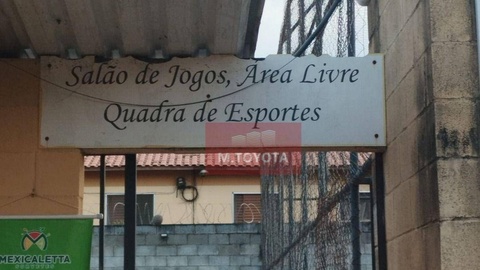 Salão de Jogos, Area Livre
Quadra de Esportes
M.TOYOTA
MEXICALETTA